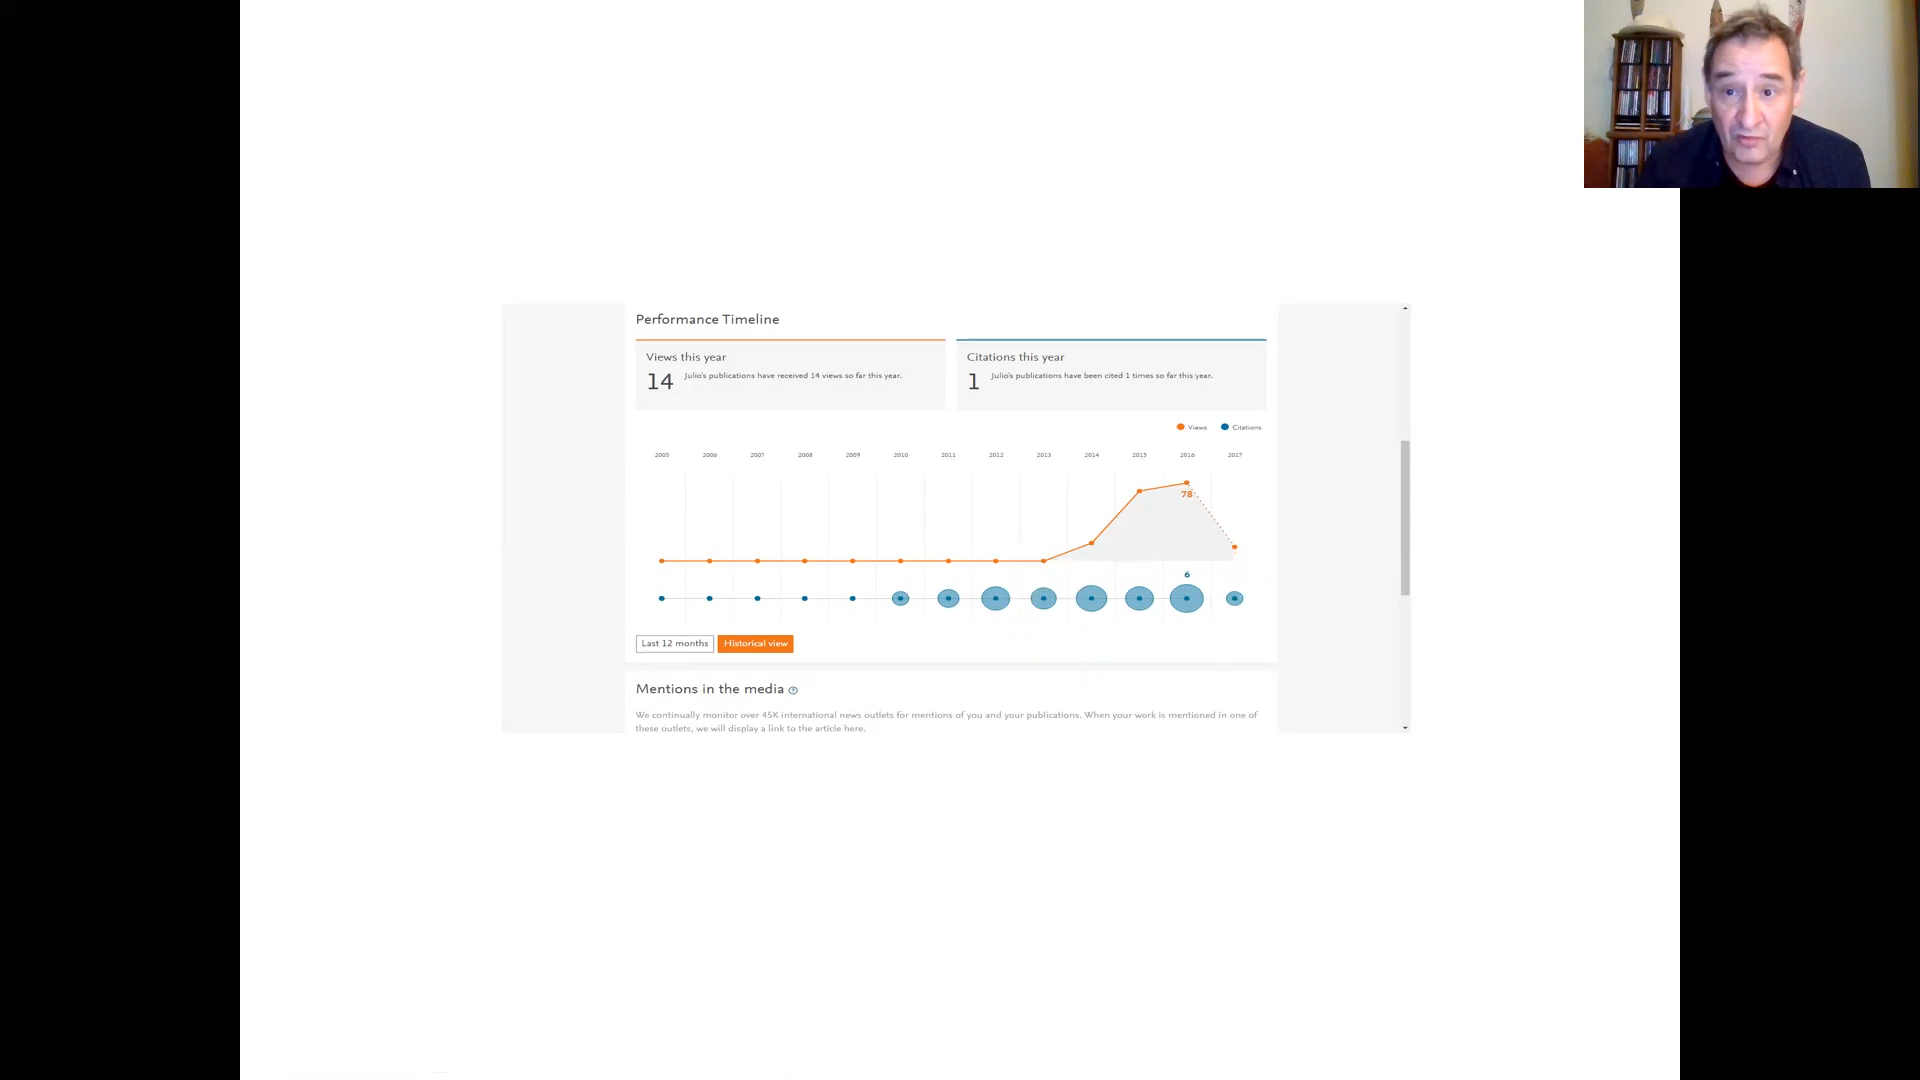 Performance Timeline
Views this year
14 Julio's publications have received 14 views so far this year.
Citations this year
1 Julio's publications have been cited 1 times so far this year.
Views Citations
2005 2006 2007 2008 2009 2010 2011 2012 2013 2014 2015 2016 2017
78
6
Last 12 months Historical view
Mentions in the media ?
We continually monitor over 45K international news outlets for mentions of you and your publications. When your work is mentioned in one of
these outlets, we will display a link to the article here.